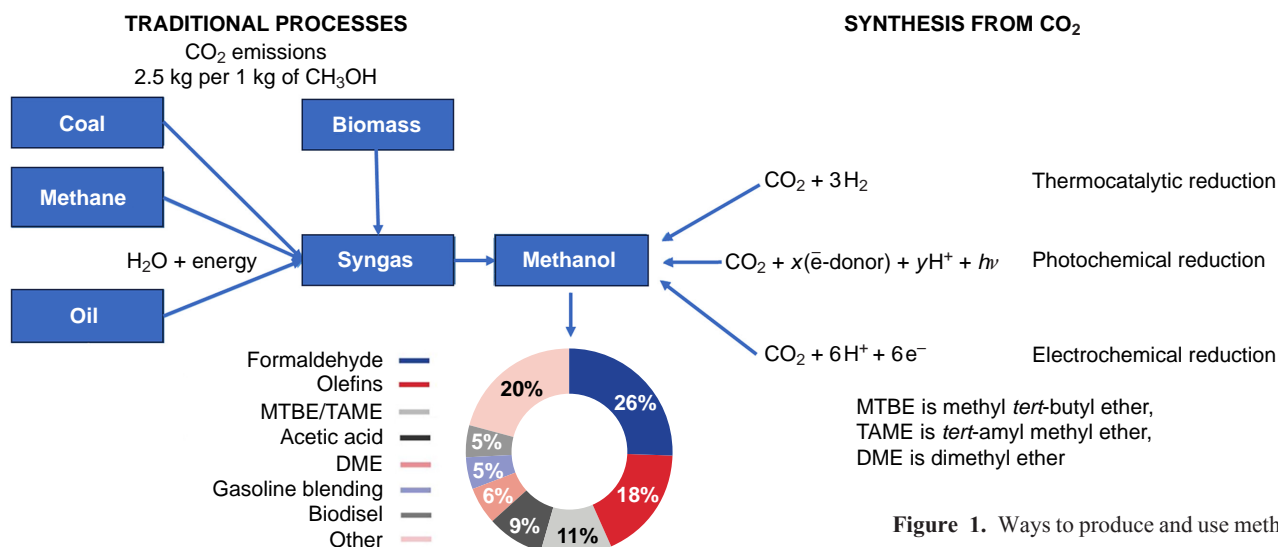 TRADITIONAL PROCESSES
CO₂ emissions
2.5 kg per 1 kg of CH₃OH
Coal
Biomass
Methane
H₂O + energy
Syngas
Methanol
Oil
SYNTHESIS FROM CO₂
CO₂ + 3H₂ Thermocatalytic reduction
CO₂ + x(ē-donor) + yH⁺ + hν Photochemical reduction
CO₂ + 6H⁺ + 6e⁻ Electrochemical reduction
Formaldehyde
Olefins
MTBE/TAME
Acetic acid
DME
Gasoline blending
Biodisel
Other
26%
18%
11%
9%
6%
5%
5%
20%
MTBE is methyl tert-butyl ether,
TAME is tert-amyl methyl ether,
DME is dimethyl ether
Figure 1. Ways to produce and use meth